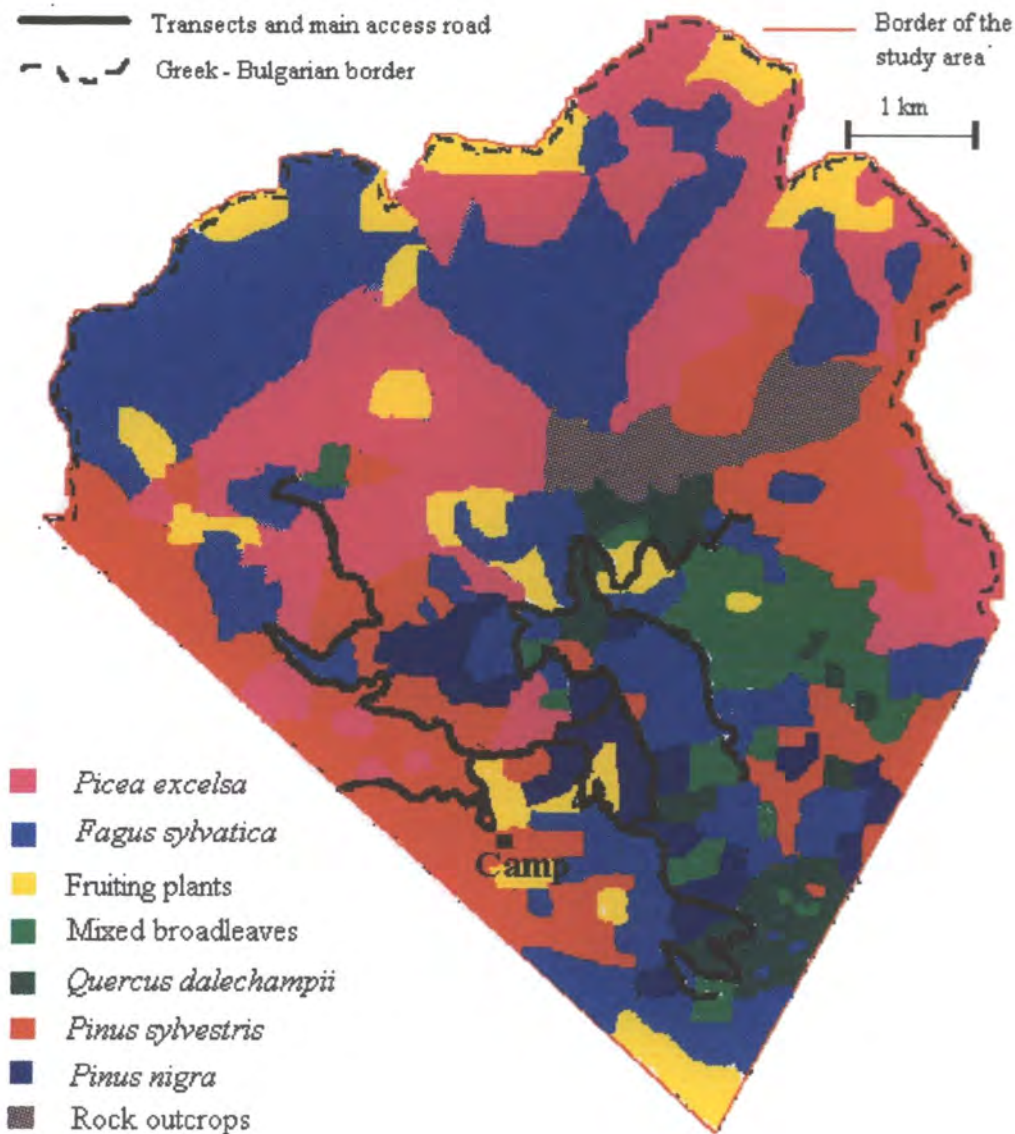 Transects and main access road
Greek - Bulgarian border
Border of the
study area
1 km
Camp
Picea excelsa
Fagus sylvatica
Fruiting plants
Mixed broadleaves
Quercus dalechampii
Pinus sylvestris
Pinus nigra
Rock outcrops